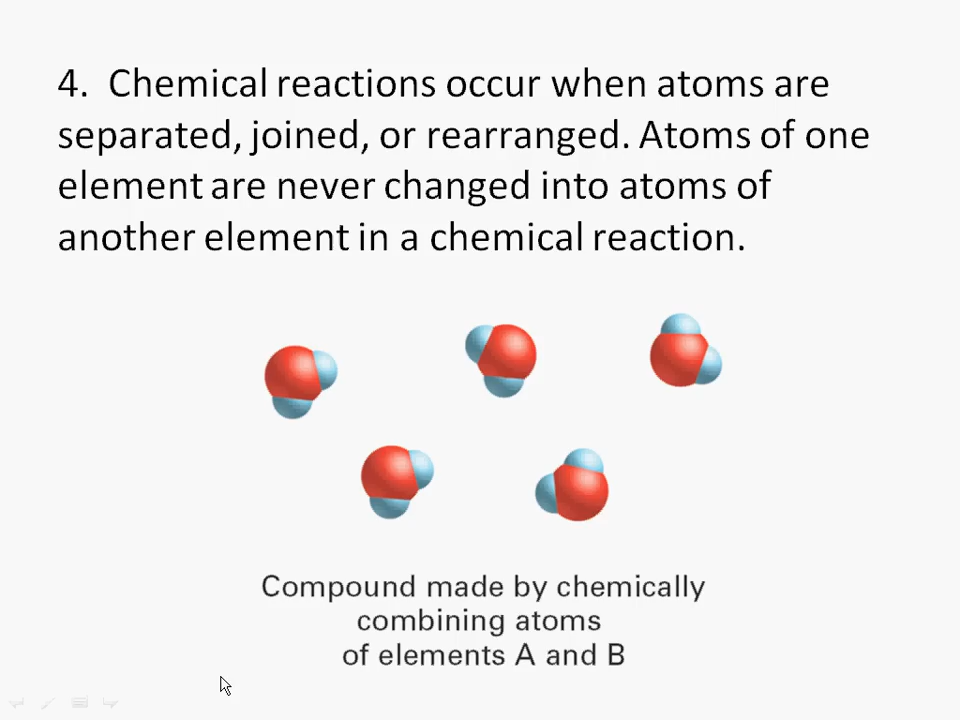 4. Chemical reactions occur when atoms are
separated, joined, or rearranged. Atoms of one
element are never changed into atoms of
another element in a chemical reaction.
Compound made by chemically
combining atoms
of elements A and B